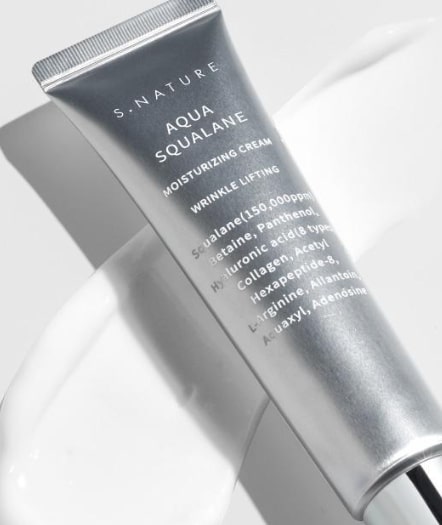 S.NATURE
AQUA
SQUALANE
MOISTURIZING CREAM
WRINKLE LIFTING
Squalane(150,000ppm),
Betaine, Panthenol,
Hyaluronic acid(8 types),
Collagen, Acetyl
Hexapeptide-8,
L-Arginine, Allantoin,
Aquaxyl, Adenosine